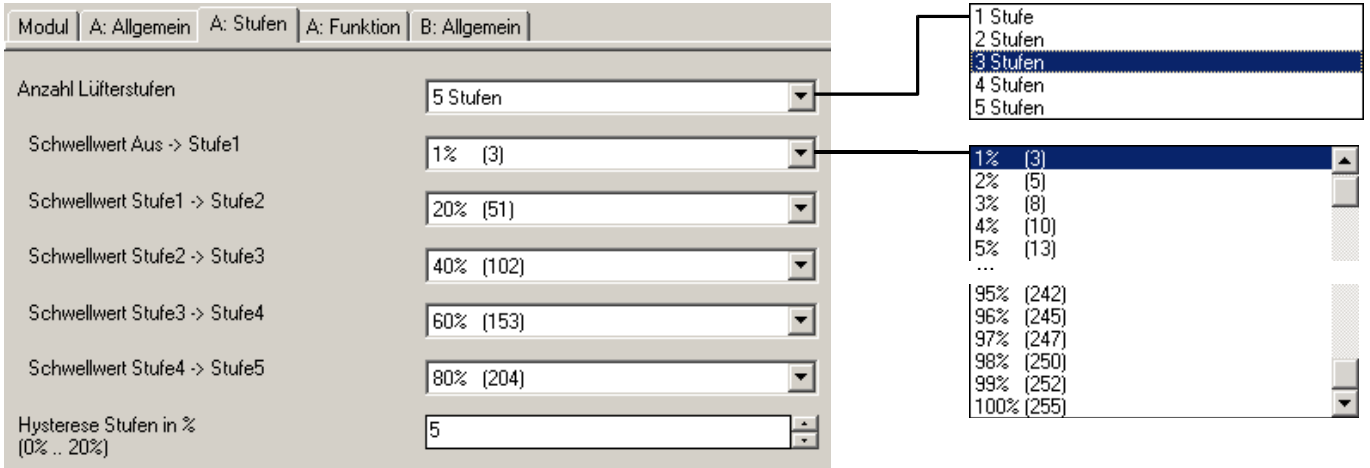 Modul A: Allgemein A: Stufen A: Funktion B: Allgemein
Anzahl Lüfterstufen 5 Stufen
Schwellwert Aus -> Stufe1 1% (3)
Schwellwert Stufe1 -> Stufe2 20% (51)
Schwellwert Stufe2 -> Stufe3 40% (102)
Schwellwert Stufe3 -> Stufe4 60% (153)
Schwellwert Stufe4 -> Stufe5 80% (204)
Hysterese Stufen in % 5
(0% .. 20%)
1 Stufe
2 Stufen
3 Stufen
4 Stufen
5 Stufen
1% (3)
2% (5)
3% (8)
4% (10)
5% (13)
...
95% (242)
96% (245)
97% (247)
98% (250)
99% (252)
100% (255)